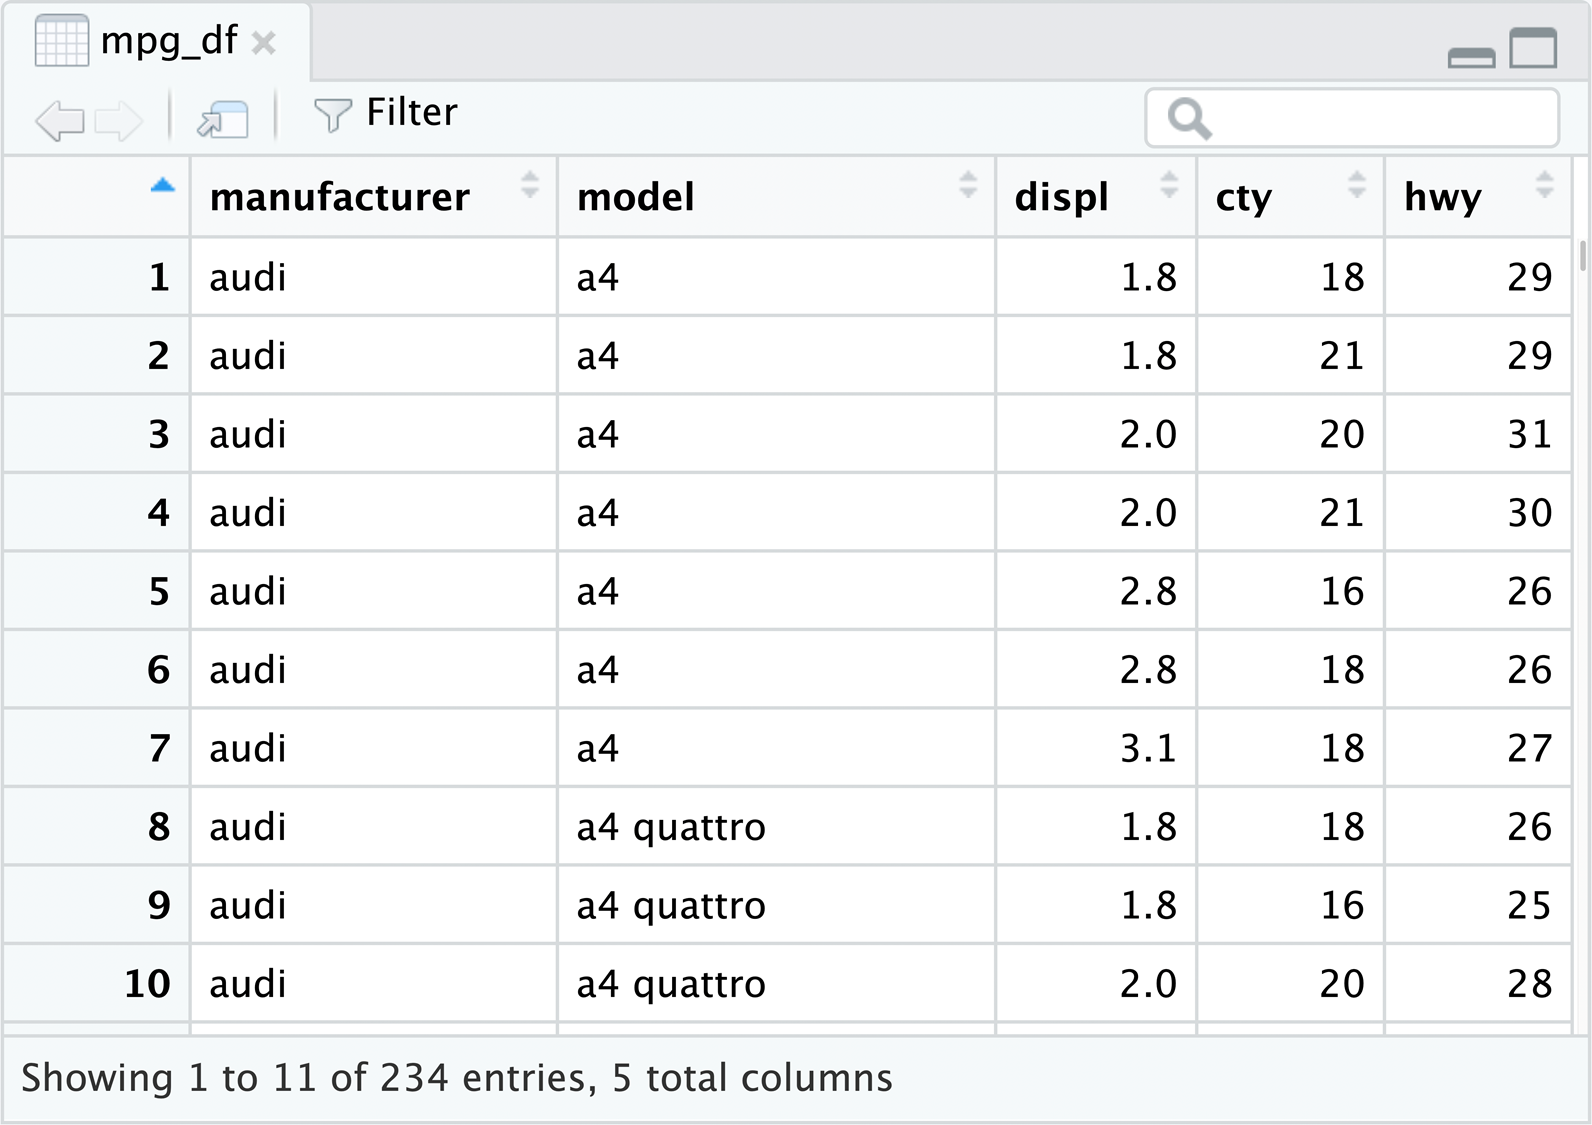 mpg_df
Filter
manufacturer model displ cty hwy
1 audi a4 1.8 18 29
2 audi a4 1.8 21 29
3 audi a4 2.0 20 31
4 audi a4 2.0 21 30
5 audi a4 2.8 16 26
6 audi a4 2.8 18 26
7 audi a4 3.1 18 27
8 audi a4 quattro 1.8 18 26
9 audi a4 quattro 1.8 16 25
10 audi a4 quattro 2.0 20 28
Showing 1 to 11 of 234 entries, 5 total columns